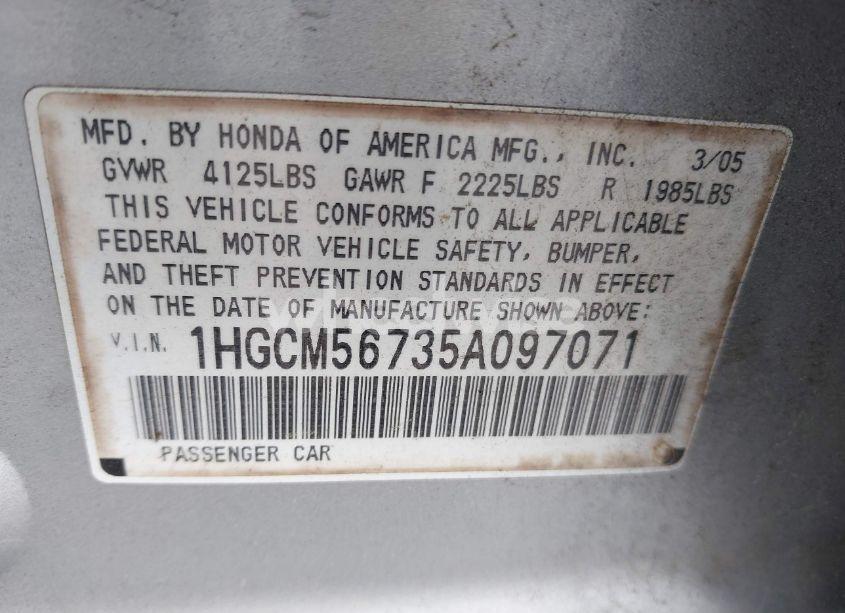 MFD. BY HONDA OF AMERICA MFG., INC. 3/05
GVWR 4125LBS GAWR F 2225LBS R 1985LBS
THIS VEHICLE CONFORMS TO ALL APPLICABLE
FEDERAL MOTOR VEHICLE SAFETY, BUMPER,
AND THEFT PREVENTION STANDARDS IN EFFECT
ON THE DATE OF MANUFACTURE SHOWN ABOVE:
V.I.N. 1HGCM56735A097071
PASSENGER CAR